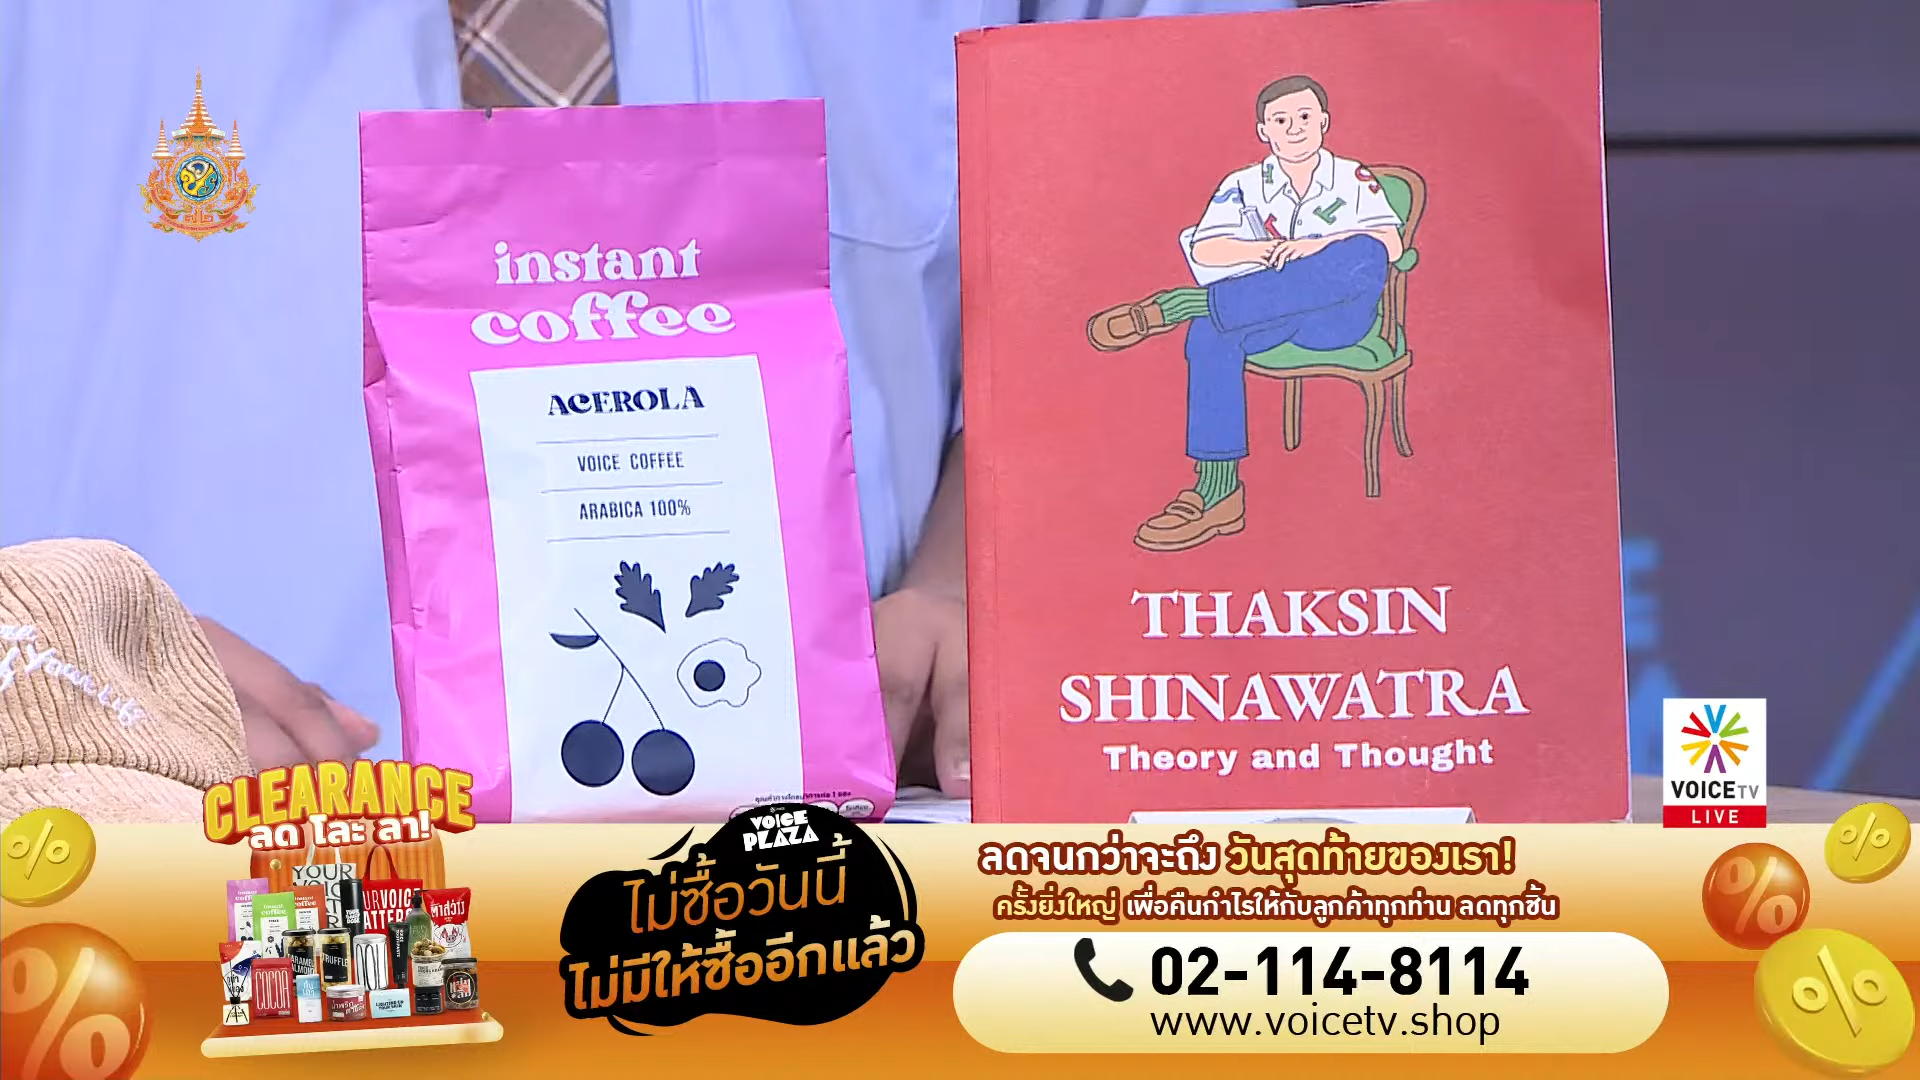 instant
coffee
ACEROLA
VOICE COFFEE
ARABICA 100%
THAKSIN
SHINAWATRA
Theory and Thought
VOICETV
LIVE
CLEARANCE
ลด โละ ลา!
VOICE
PLAZA
ไม่ซื้อวันนี้
ไม่มีให้ซื้ออีกแล้ว
ลดจนกว่าจะถึง วันสุดท้ายของเรา!
ครั้งยิ่งใหญ่ เพื่อคืนกำไรให้กับลูกค้าทุกท่าน ลดทุกชิ้น
02-114-8114
www.voicetv.shop
YOUR
COCOA
TRUFFLE